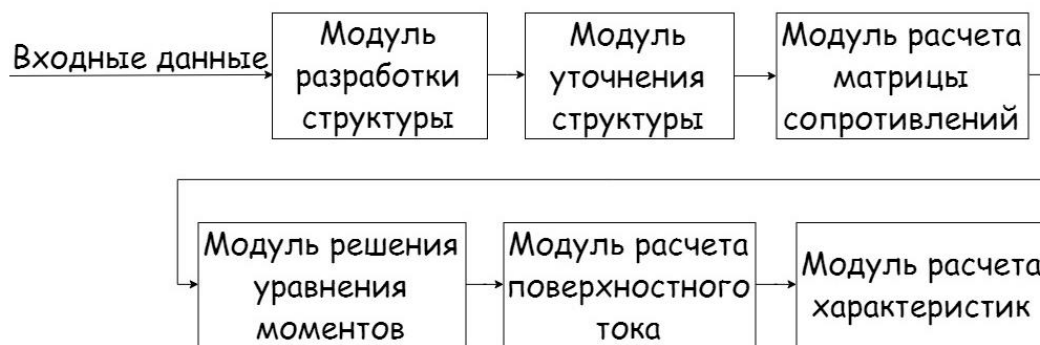 Входные данные
Модуль
разработки
структуры
Модуль
уточнения
структуры
Модуль расчета
матрицы
сопротивлений
Модуль решения
уравнения
моментов
Модуль расчета
поверхностного
тока
Модуль расчета
характеристик